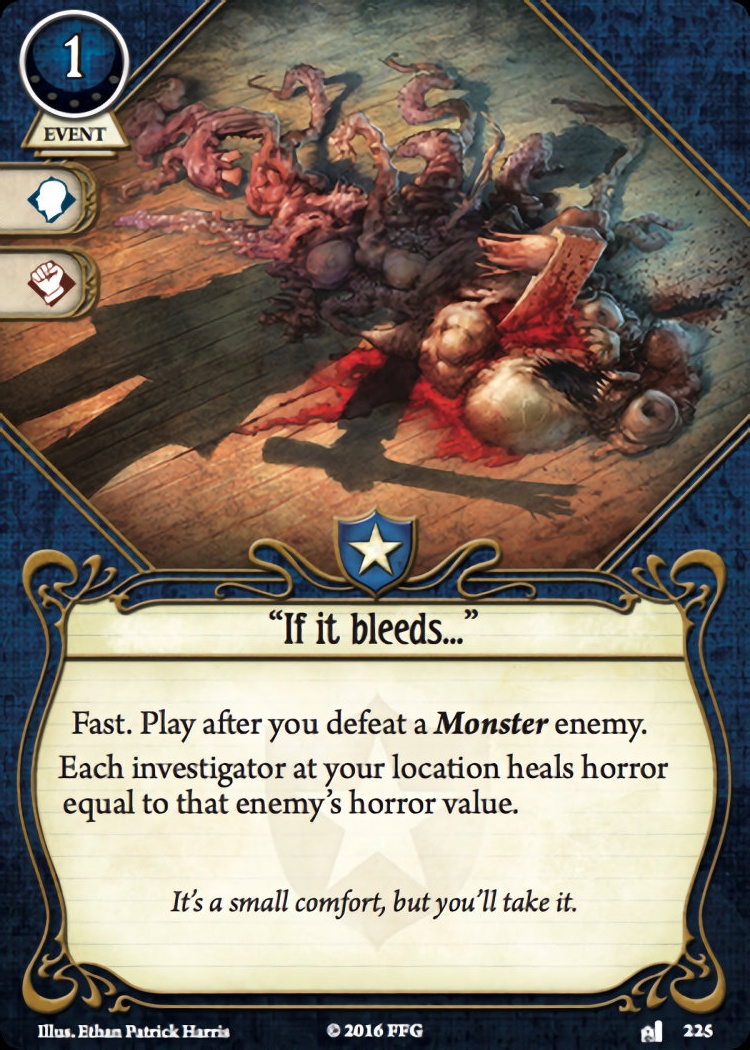 1
EVENT
“If it bleeds...”
Fast. Play after you defeat a Monster enemy.
Each investigator at your location heals horror
equal to that enemy’s horror value.
It’s a small comfort, but you’ll take it.
Illus. Ethan Patrick Harris © 2016 FFG 225